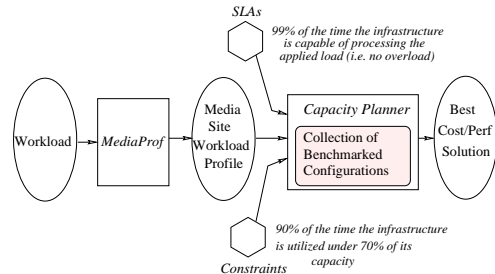 SLAs
99% of the time the infrastructure
is capable of processing the
applied load (i.e. no overload)
Workload
MediaProf
Media
Site
Workload
Profile
Capacity Planner
Collection of
Benchmarked
Configurations
Best
Cost/Perf
Solution
90% of the time the infrastructure
is utilized under 70% of its
capacity
Constraints